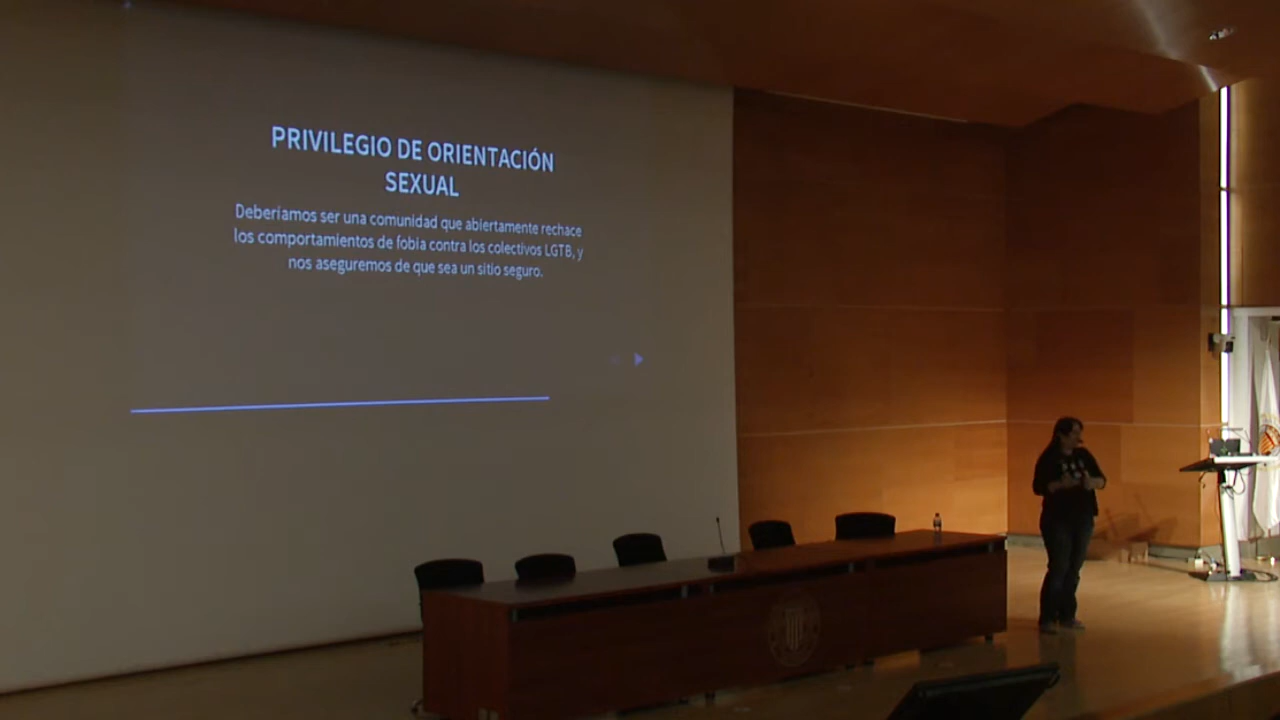 PRIVILEGIO DE ORIENTACIÓN
SEXUAL
Deberíamos ser una comunidad que abiertamente rechace
los comportamientos de fobia contra los colectivos LGTB, y
nos aseguremos de que sea un sitio seguro.